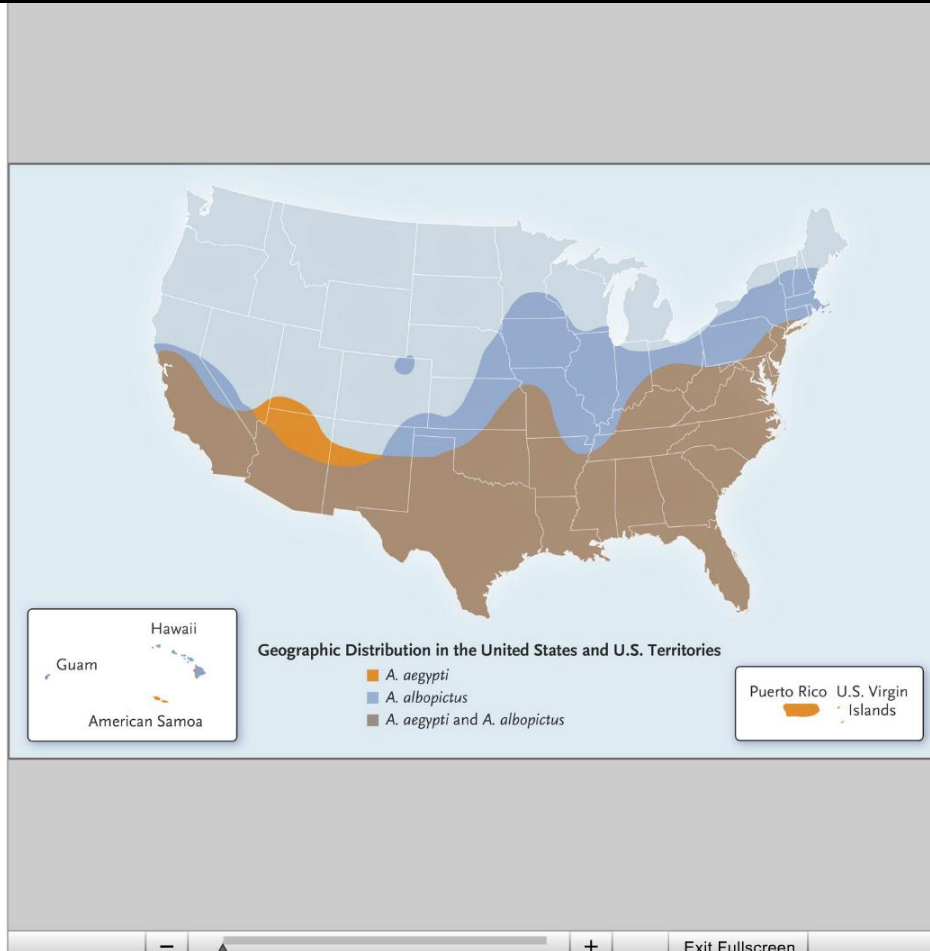 Hawaii
Guam
American Samoa
Geographic Distribution in the United States and U.S. Territories
A. aegypti
A. albopictus
A. aegypti and A. albopictus
Puerto Rico U.S. Virgin
Islands
− + Exit Fullscreen